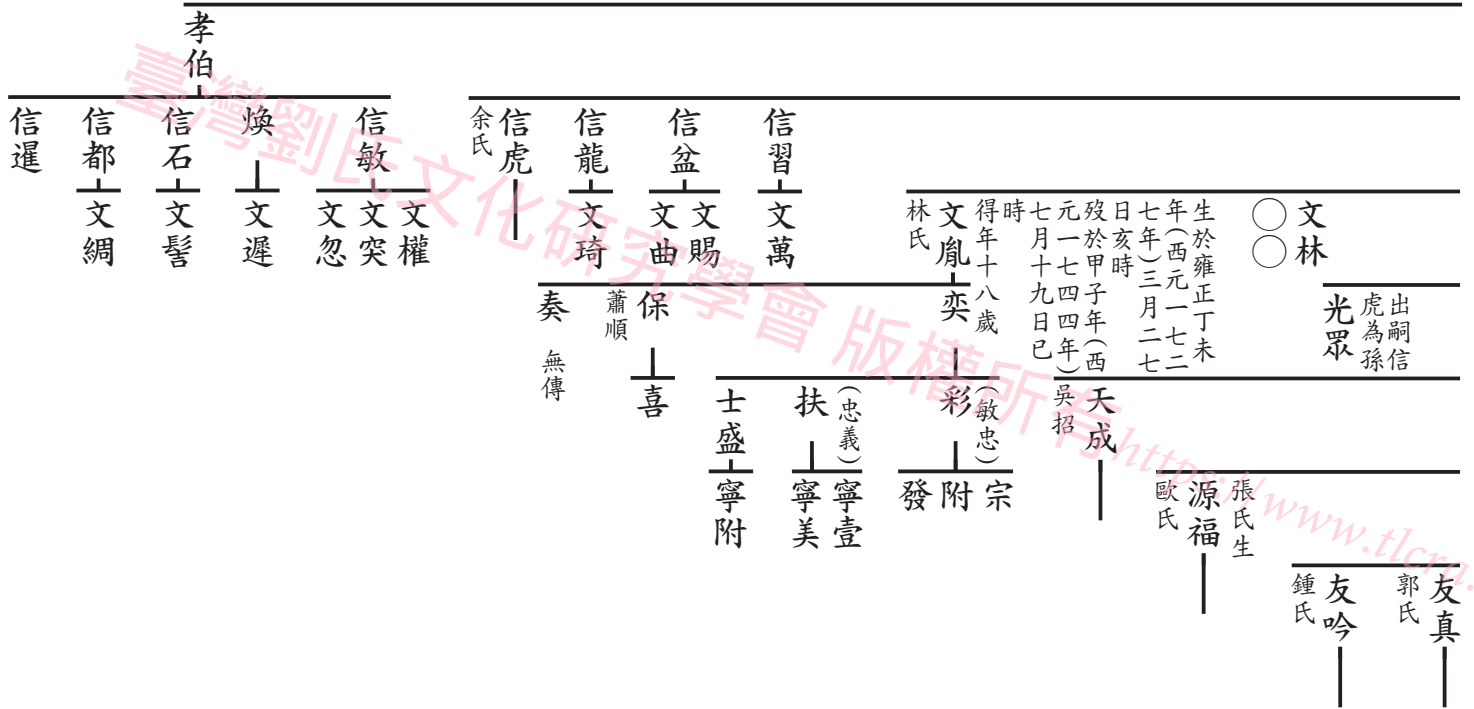 孝伯
信習
信盆
信龍
信虎
余氏
信敏
煥
信石
信都
信暹
文林
◯◯
生於雍正丁未
年(西元一七二
七年)三月二七
日亥時
歿於甲子年(西
元一七四四年)
七月十九日已
時
得年十八歲
文胤
林氏
文萬
文賜
文曲
文琦
文權
文突
文忽
文遲
文髻
文綢
出嗣信
虎為孫
光眾
奕
保
蕭順
奏 無傳
天成
吳招
(敏忠)
彩
(忠義)
扶
士盛
喜
張氏生
源福
歐氏
宗
附
發
寧壹
寧美
寧附
友真
郭氏
友吟
鍾氏
臺灣劉氏文化研究學會 版權所有 https://www.tlcra.